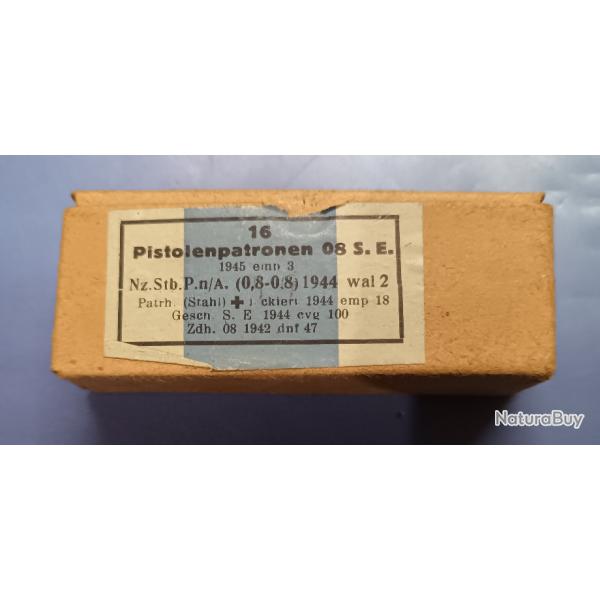 16
Pistolenpatronen 08 S. E.
1945 emp 3
Nz.Stb.P.n/A. (0,8-0,8) 1944 wal 2
Patrh. (Stahl) + l ckiert 1944 emp 18
Gesch. S. E 1944 cvg 100
Zdh. 08 1942 dnf 47
NaturaBuy